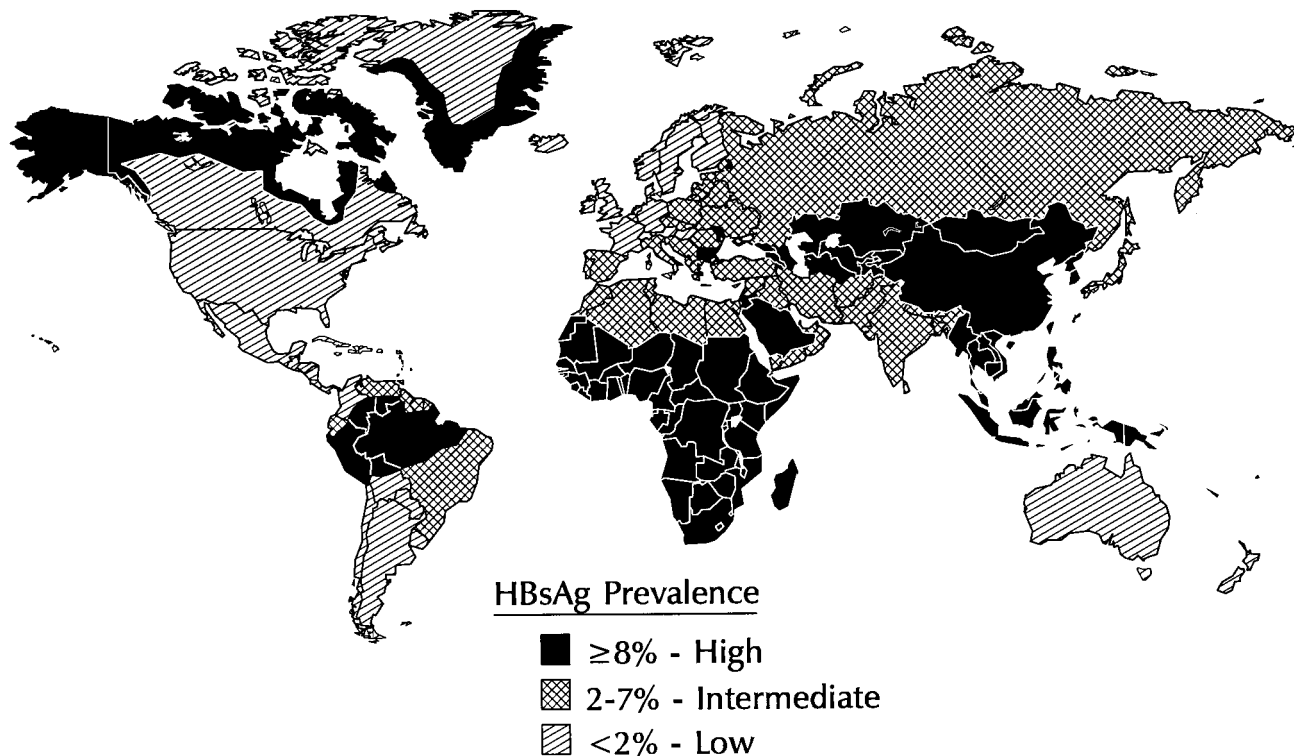 HBsAg Prevalence
≥8% - High
2-7% - Intermediate
<2% - Low